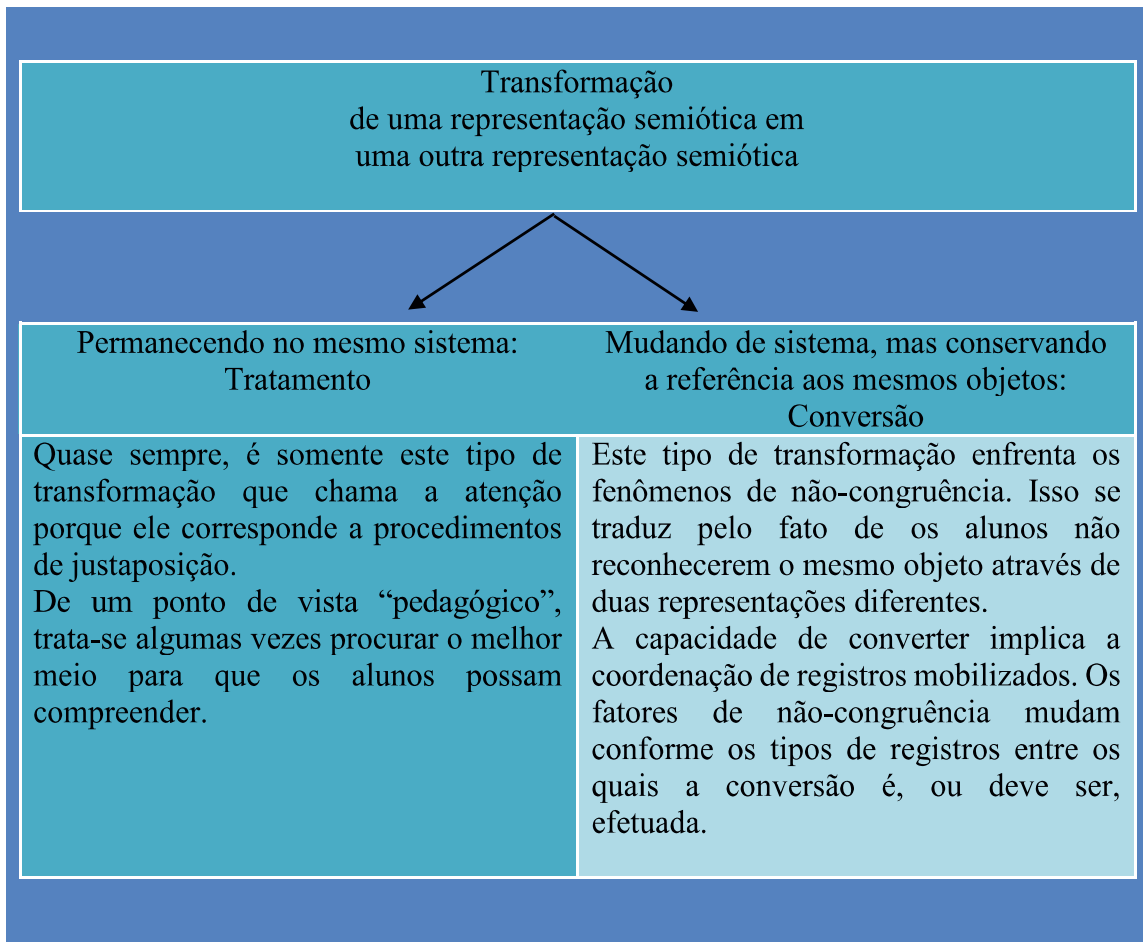 Transformação
de uma representação semiótica em
uma outra representação semiótica
Permanecendo no mesmo sistema:
Tratamento
Mudando de sistema, mas conservando
a referência aos mesmos objetos:
Conversão
Quase sempre, é somente este tipo de
transformação que chama a atenção
porque ele corresponde a procedimentos
de justaposição.
De um ponto de vista “pedagógico”,
trata-se algumas vezes procurar o melhor
meio para que os alunos possam
compreender.
Este tipo de transformação enfrenta os
fenômenos de não-congruência. Isso se
traduz pelo fato de os alunos não
reconhecerem o mesmo objeto através de
duas representações diferentes.
A capacidade de converter implica a
coordenação de registros mobilizados. Os
fatores de não-congruência mudam
conforme os tipos de registros entre os
quais a conversão é, ou deve ser,
efetuada.